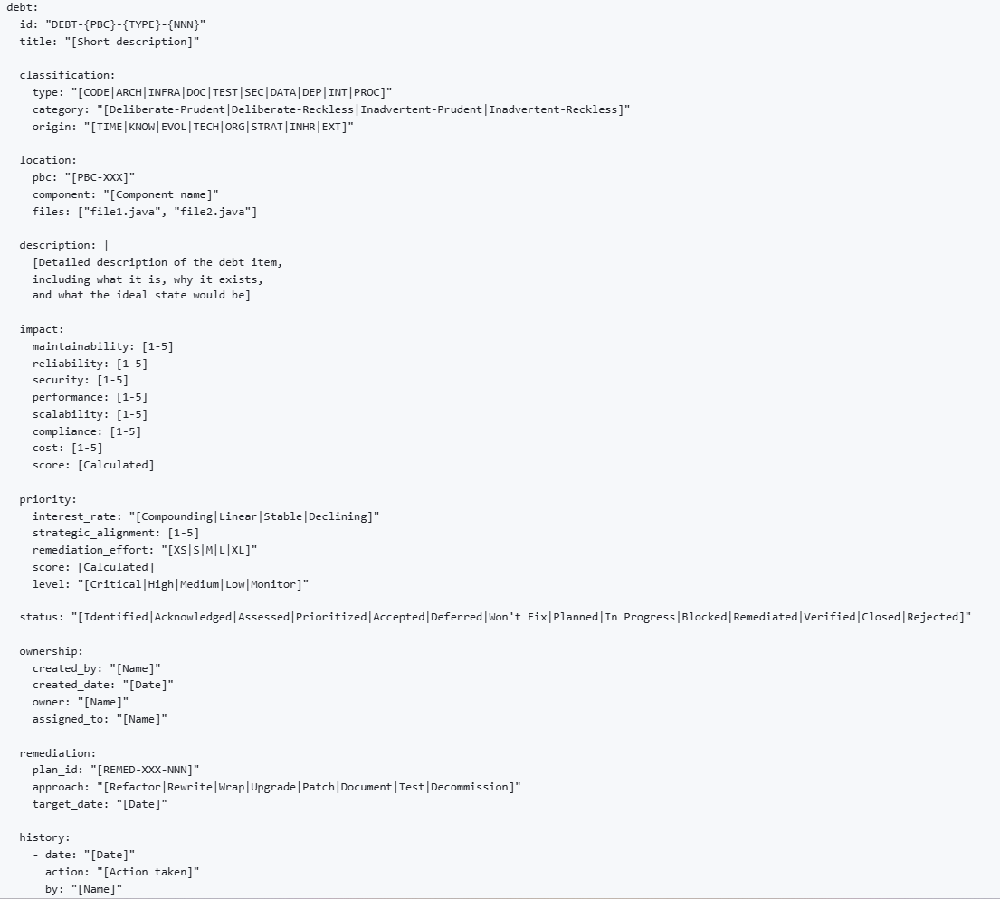 debt:
  id: "DEBT-{PBC}-{TYPE}-{NNN}"
  title: "[Short description]"

  classification:
    type: "[CODE|ARCH|INFRA|DOC|TEST|SEC|DATA|DEP|INT|PROC]"
    category: "[Deliberate-Prudent|Deliberate-Reckless|Inadvertent-Prudent|Inadvertent-Reckless]"
    origin: "[TIME|KNOW|EVOL|TECH|ORG|STRAT|INHR|EXT]"

  location:
    pbc: "[PBC-XXX]"
    component: "[Component name]"
    files: ["file1.java", "file2.java"]

  description: |
    [Detailed description of the debt item,
    including what it is, why it exists,
    and what the ideal state would be]

  impact:
    maintainability: [1-5]
    reliability: [1-5]
    security: [1-5]
    performance: [1-5]
    scalability: [1-5]
    compliance: [1-5]
    cost: [1-5]
    score: [Calculated]

  priority:
    interest_rate: "[Compounding|Linear|Stable|Declining]"
    strategic_alignment: [1-5]
    remediation_effort: "[XS|S|M|L|XL]"
    score: [Calculated]
    level: "[Critical|High|Medium|Low|Monitor]"

  status: "[Identified|Acknowledged|Assessed|Prioritized|Accepted|Deferred|Won't Fix|Planned|In Progress|Blocked|Remediated|Verified|Closed|Rejected]"

  ownership:
    created_by: "[Name]"
    created_date: "[Date]"
    owner: "[Name]"
    assigned_to: "[Name]"

  remediation:
    plan_id: "[REMED-XXX-NNN]"
    approach: "[Refactor|Rewrite|Wrap|Upgrade|Patch|Document|Test|Decommission]"
    target_date: "[Date]"

  history:
    - date: "[Date]"
      action: "[Action taken]"
      by: "[Name]"